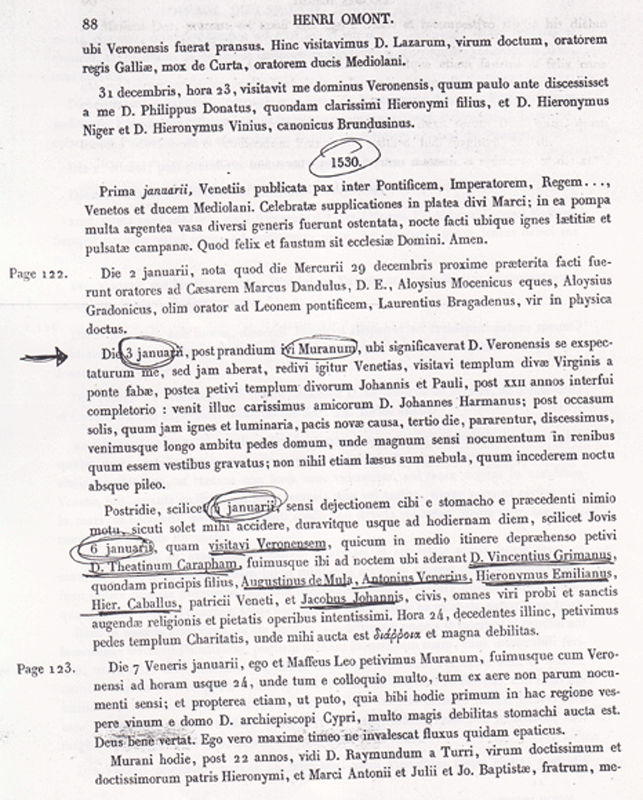 88 HENRI OMONT.
ubi Veronensis fuerat pransus. Hinc visitavimus D. Lazarum, virum doctum, oratorem
regis Galliæ, mox de Curta, oratorem ducis Mediolani.
31 decembris, hora 23, visitavit me dominus Veronensis, quum paulo ante discessisset
a me D. Philippus Donatus, quondam clarissimi Hieronymi filius, et D. Hieronymus
Niger et D. Hieronymus Vinius, canonicus Brundusinus.
1530.
Prima januarii, Venetiis publicata pax inter Pontificem, Imperatorem, Regem...,
Venetos et ducem Mediolani. Celebratæ supplicationes in platea divi Marci; in ea pompa
multa argentea vasa diversi generis fuerunt ostentata, nocte facti ubique ignes lætitiæ et
pulsatæ campanæ. Quod felix et faustum sit ecclesiæ Domini. Amen.
Page 122. Die 2 januarii, nota quod die Mercurii 29 decembris proxime præterita facti fue-
runt oratores ad Cæsarem Marcus Dandulus, D. E., Aloysius Mocenicus eques, Aloysius
Gradonicus, olim orator ad Leonem pontificem, Laurentius Bragadenus, vir in physica
doctus.
Die 3 januarii, post prandium ivi Muranum, ubi significaverat D. Veronensis se exspec-
taturum me, sed jam aberat, redivi igitur Venetias, visitavi templum divæ Virginis a
ponte fabæ, postea petivi templum divorum Johannis et Pauli, post XXII annos interfui
completorio : venit illuc carissimus amicorum D. Johannes Harmanus; post occasum
solis, quum jam ignes et luminaria, pacis novæ causa, tertio die, pararentur, discessimus,
venimusque longo ambitu pedes domum, unde magnum sensi nocumentum in renibus
quum essem vestibus gravatus; non nihil etiam læsus sum nebula, quum incederem noctu
absque pileo.
Postridie, scilicet januarii, sensi dejectionem cibi e stomacho e præcedenti nimio
motu, sicuti solet mihi accidere, duravitque usque ad hodiernam diem, scilicet Jovis
6 januarii, quam visitavi Veronensem, quicum in medio itinere depræhenso petivi
D. Theatinum Carapham, fuimusque ibi ad noctem ubi aderant D. Vincentius Grimanus,
quondam principis filius, Augustinus de Mula, Antonius Venerius, Hieronymus Emilianus,
Hier. Caballus, patricii Veneti, et Jacobus Johannis, civis, omnes viri probi et sanctis
augendæ religionis et pietatis operibus intentissimi. Hora 24, decedentes illinc, petivimus
pedes templum Charitatis, unde mihi aucta est διάῤῥοια et magna debilitas.
Page 123. Die 7 Veneris januarii, ego et Maffeus Leo petivimus Muranum, fuimusque cum Vero-
nensi ad horam usque 24, unde tum e colloquio multo, tum ex aere non parum nocu-
menti sensi; et propterea etiam, ut puto, quia bibi hodie primum in hac regione ves-
pere vinum e domo D. archiepiscopi Cypri, multo magis debilitas stomachi aucta est.
Deus bene vertat. Ego vero maxime timeo ne invalescat fluxus quidam epaticus.
Murani hodie, post 22 annos, vidi D. Raymundum a Turri, virum doctissimum et
doctissimorum patris Hieronymi, et Marci Antonii et Julii et Jo. Baptistæ, fratrum, me-